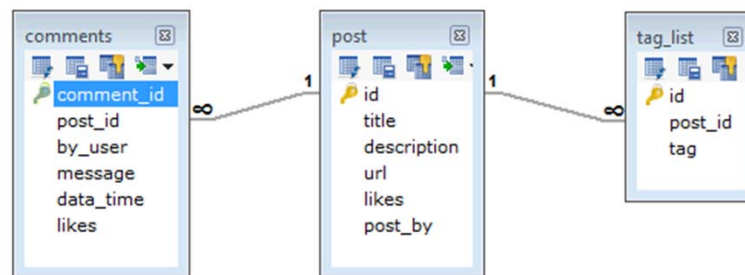 comments
comment_id
post_id
by_user
message
data_time
likes
∞
1
post
id
title
description
url
likes
post_by
1
∞
tag_list
id
post_id
tag